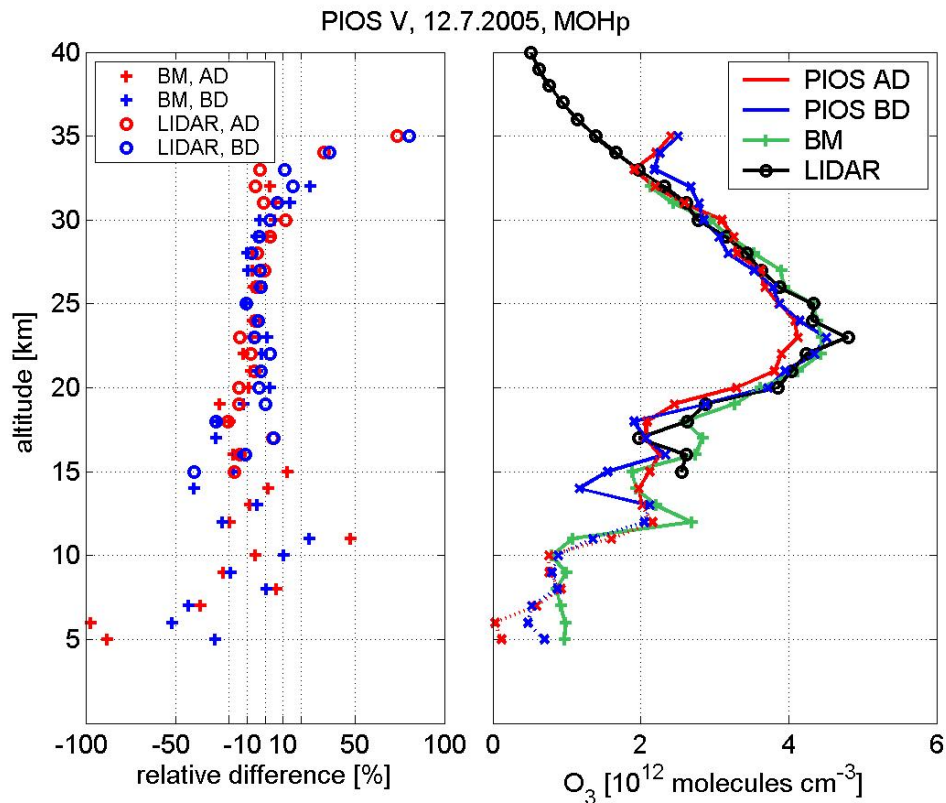 PIOS V, 12.7.2005, MOHp
altitude [km]
40
35
30
25
20
15
10
5
BM, AD
BM, BD
LIDAR, AD
LIDAR, BD
-100 -50 -10 10 50 100
relative difference [%]
PIOS AD
PIOS BD
BM
LIDAR
0 2 4 6
O₃ [10¹² molecules cm⁻³]